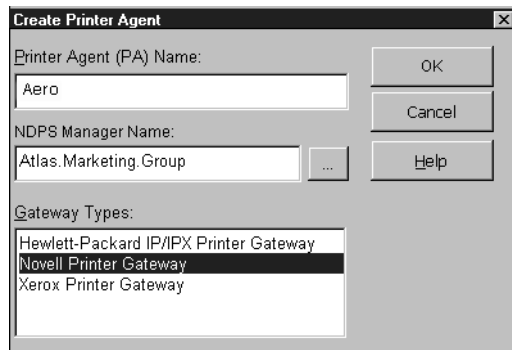 Create Printer Agent
Printer Agent (PA) Name:
OK
Aero
Cancel
NDPS Manager Name:
Atlas.Marketing.Group
...
Help
Gateway Types:
Hewlett-Packard IP/IPX Printer Gateway
Novell Printer Gateway
Xerox Printer Gateway